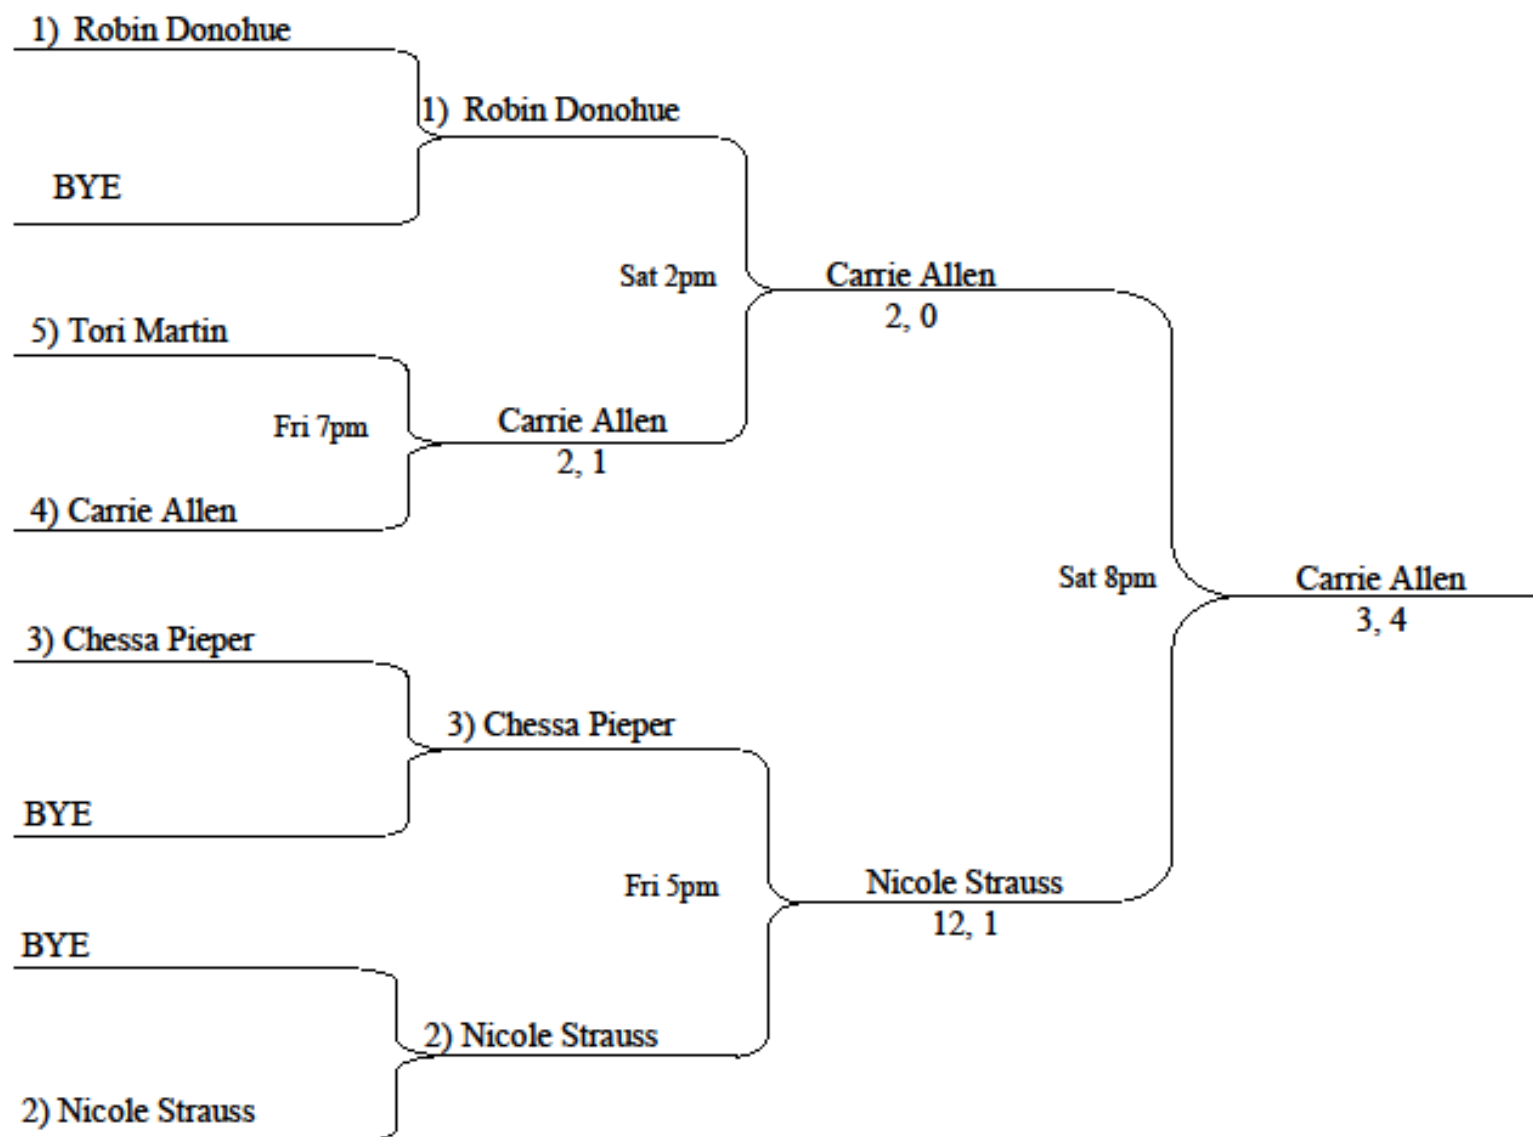 1) Robin Donohue
1) Robin Donohue
BYE
Sat 2pm
Carrie Allen
2, 0
5) Tori Martin
Fri 7pm
Carrie Allen
2, 1
4) Carrie Allen
Sat 8pm
Carrie Allen
3, 4
3) Chessa Pieper
3) Chessa Pieper
BYE
Fri 5pm
Nicole Strauss
12, 1
BYE
2) Nicole Strauss
2) Nicole Strauss